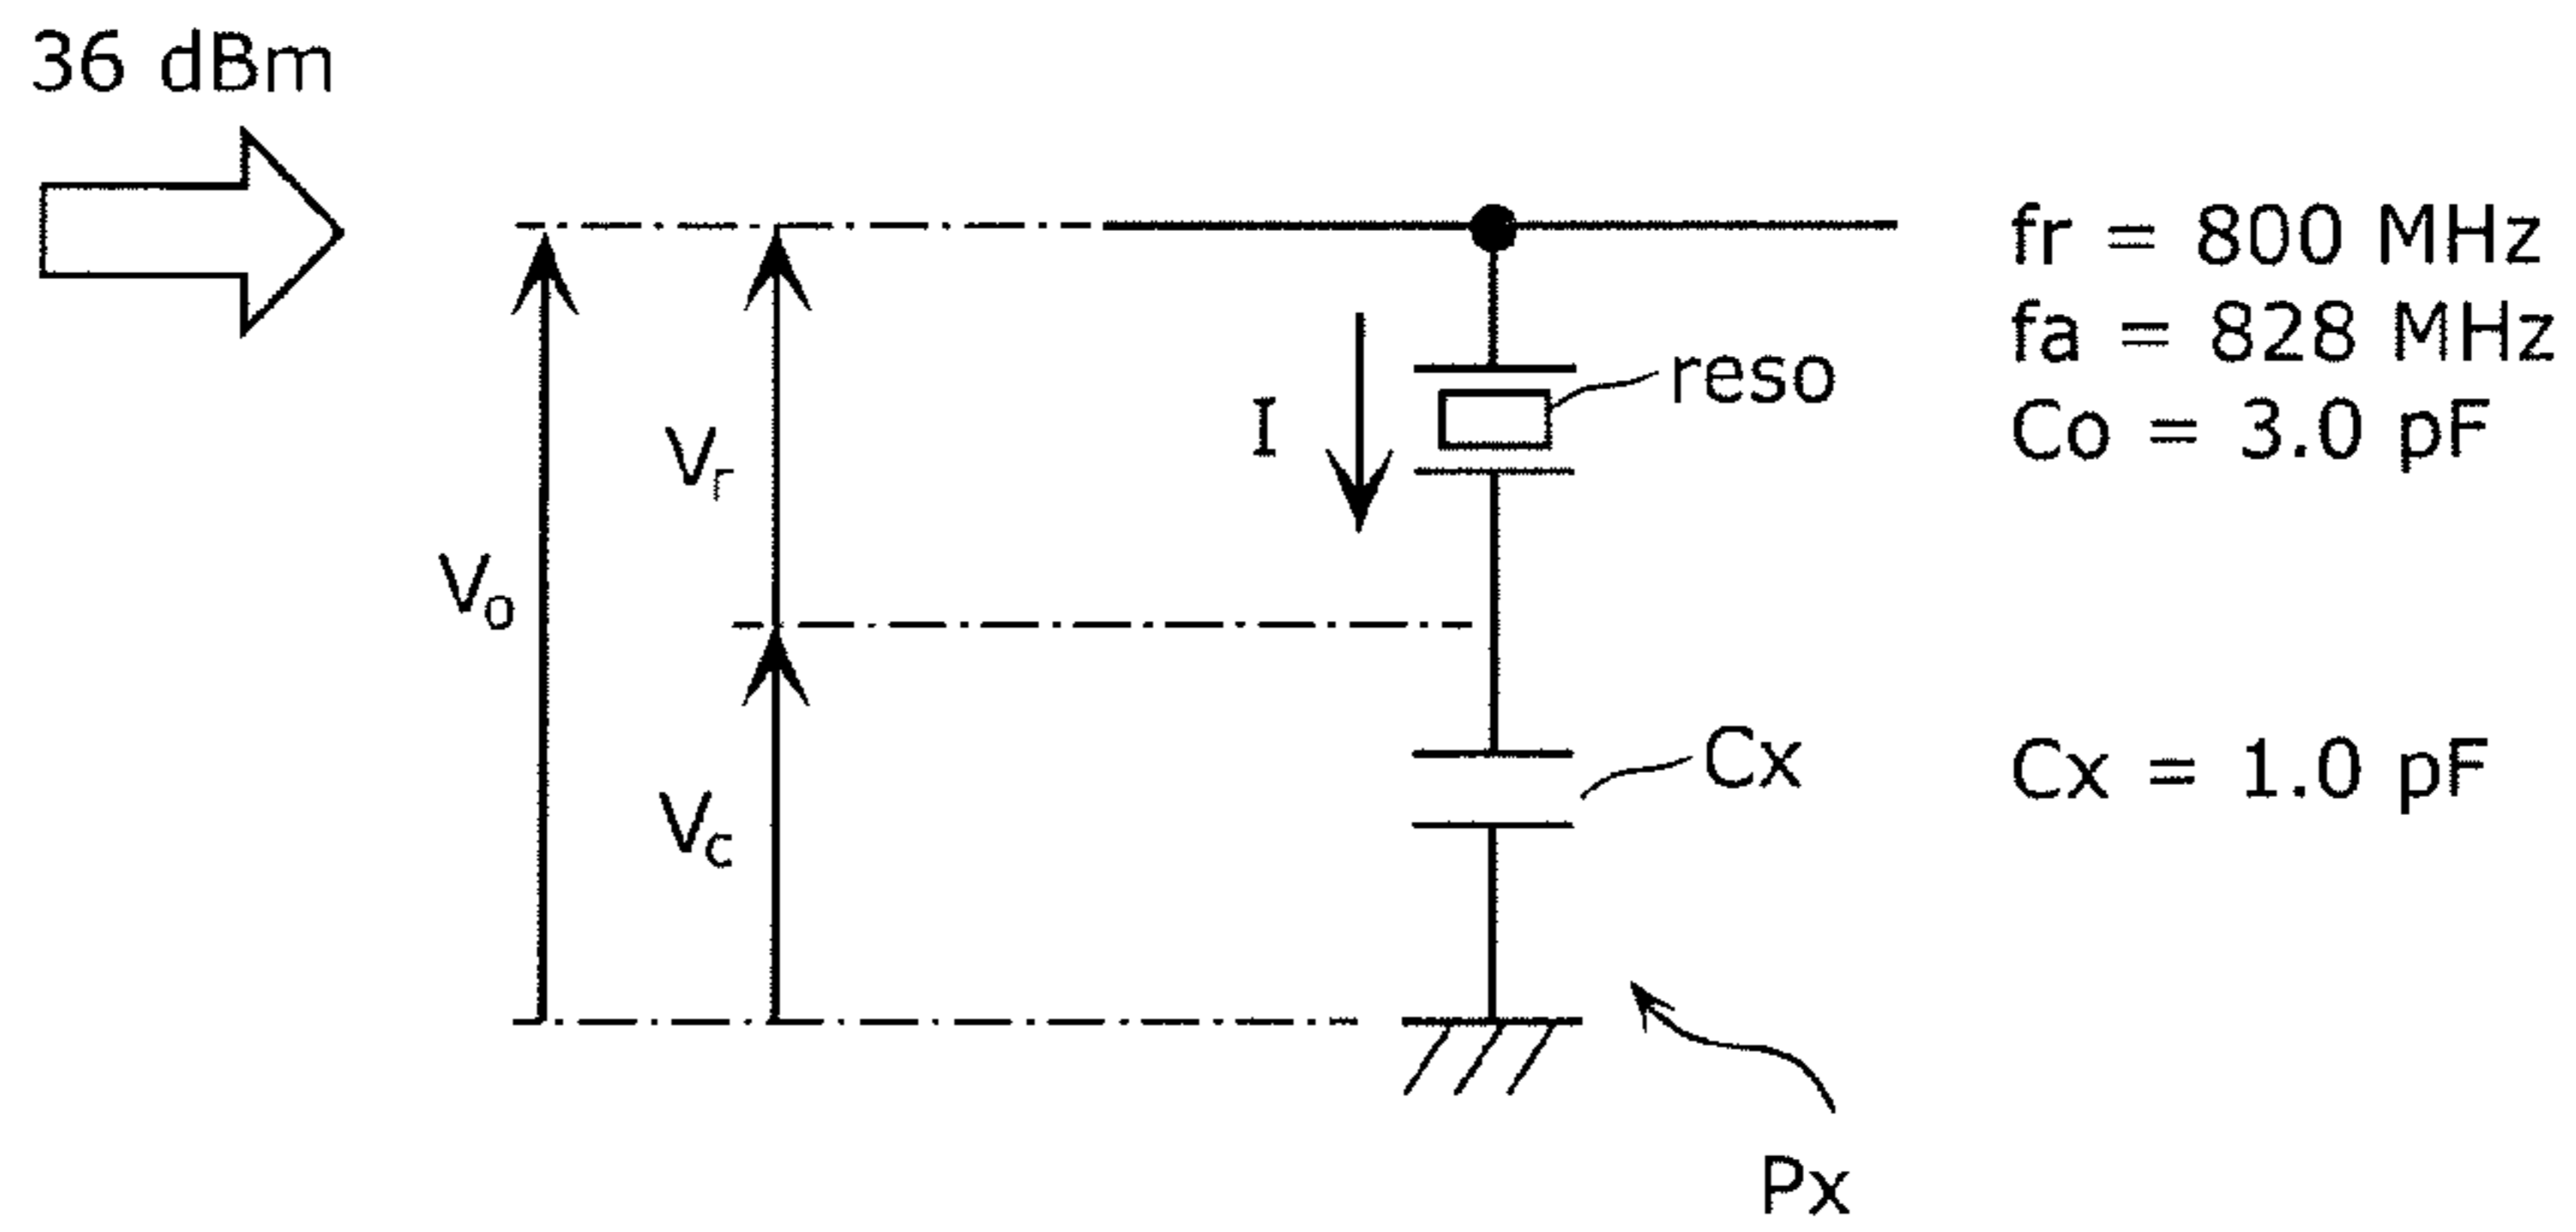 36 dBm
fr = 800 MHz
fa = 828 MHz
reso
Co = 3.0 pF
I
Vr
Vo
Cx
Cx = 1.0 pF
Vc
Px